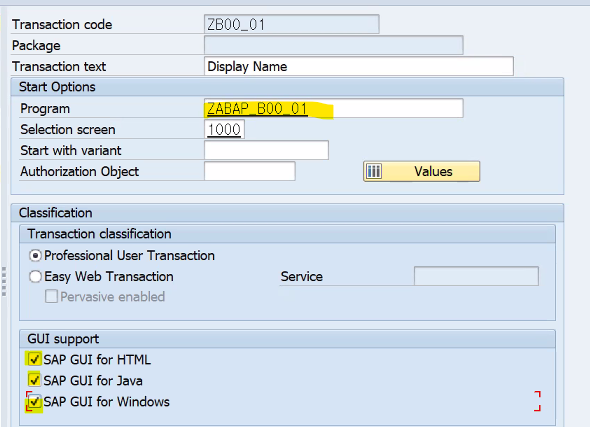 Transaction code ZB00_01
Package
Transaction text Display Name
Start Options
Program ZABAP_B00_01
Selection screen 1000
Start with variant
Authorization Object Values
Classification
Transaction classification
Professional User Transaction
Easy Web Transaction Service
Pervasive enabled
GUI support
SAP GUI for HTML
SAP GUI for Java
SAP GUI for Windows